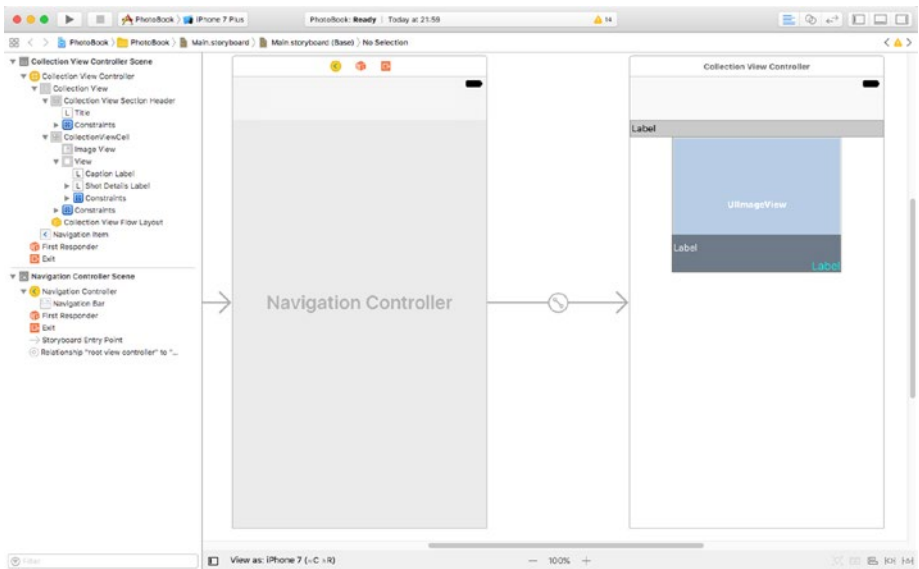 PhotoBook iPhone 7 Plus PhotoBook: Ready | Today at 21:59 14
PhotoBook PhotoBook Main.storyboard Main.storyboard (Base) No Selection
Collection View Controller Scene
Collection View Controller
Collection View
Collection View Section Header
L Title
Constraints
CollectionViewCell
Image View
View
L Caption Label
L Shot Details Label
Constraints
Constraints
Collection View Flow Layout
Navigation Item
First Responder
Exit
Navigation Controller Scene
Navigation Controller
Navigation Bar
First Responder
Exit
Storyboard Entry Point
Relationship "root view controller" to "...
Navigation Controller
Collection View Controller
Label
UIImageView
Label
Label
Filter
View as: iPhone 7 (wC hR) — 100% +